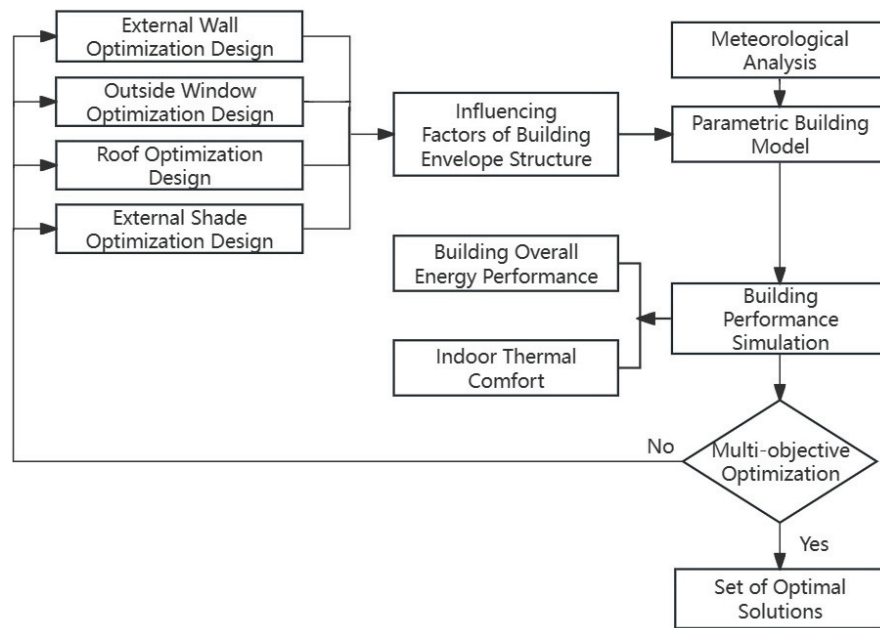 External Wall
Optimization Design
Outside Window
Optimization Design
Roof Optimization
Design
External Shade
Optimization Design
Influencing
Factors of Building
Envelope Structure
Meteorological
Analysis
Parametric Building
Model
Building Overall
Energy Performance
Indoor Thermal
Comfort
Building
Performance
Simulation
No
Multi-objective
Optimization
Yes
Set of Optimal
Solutions